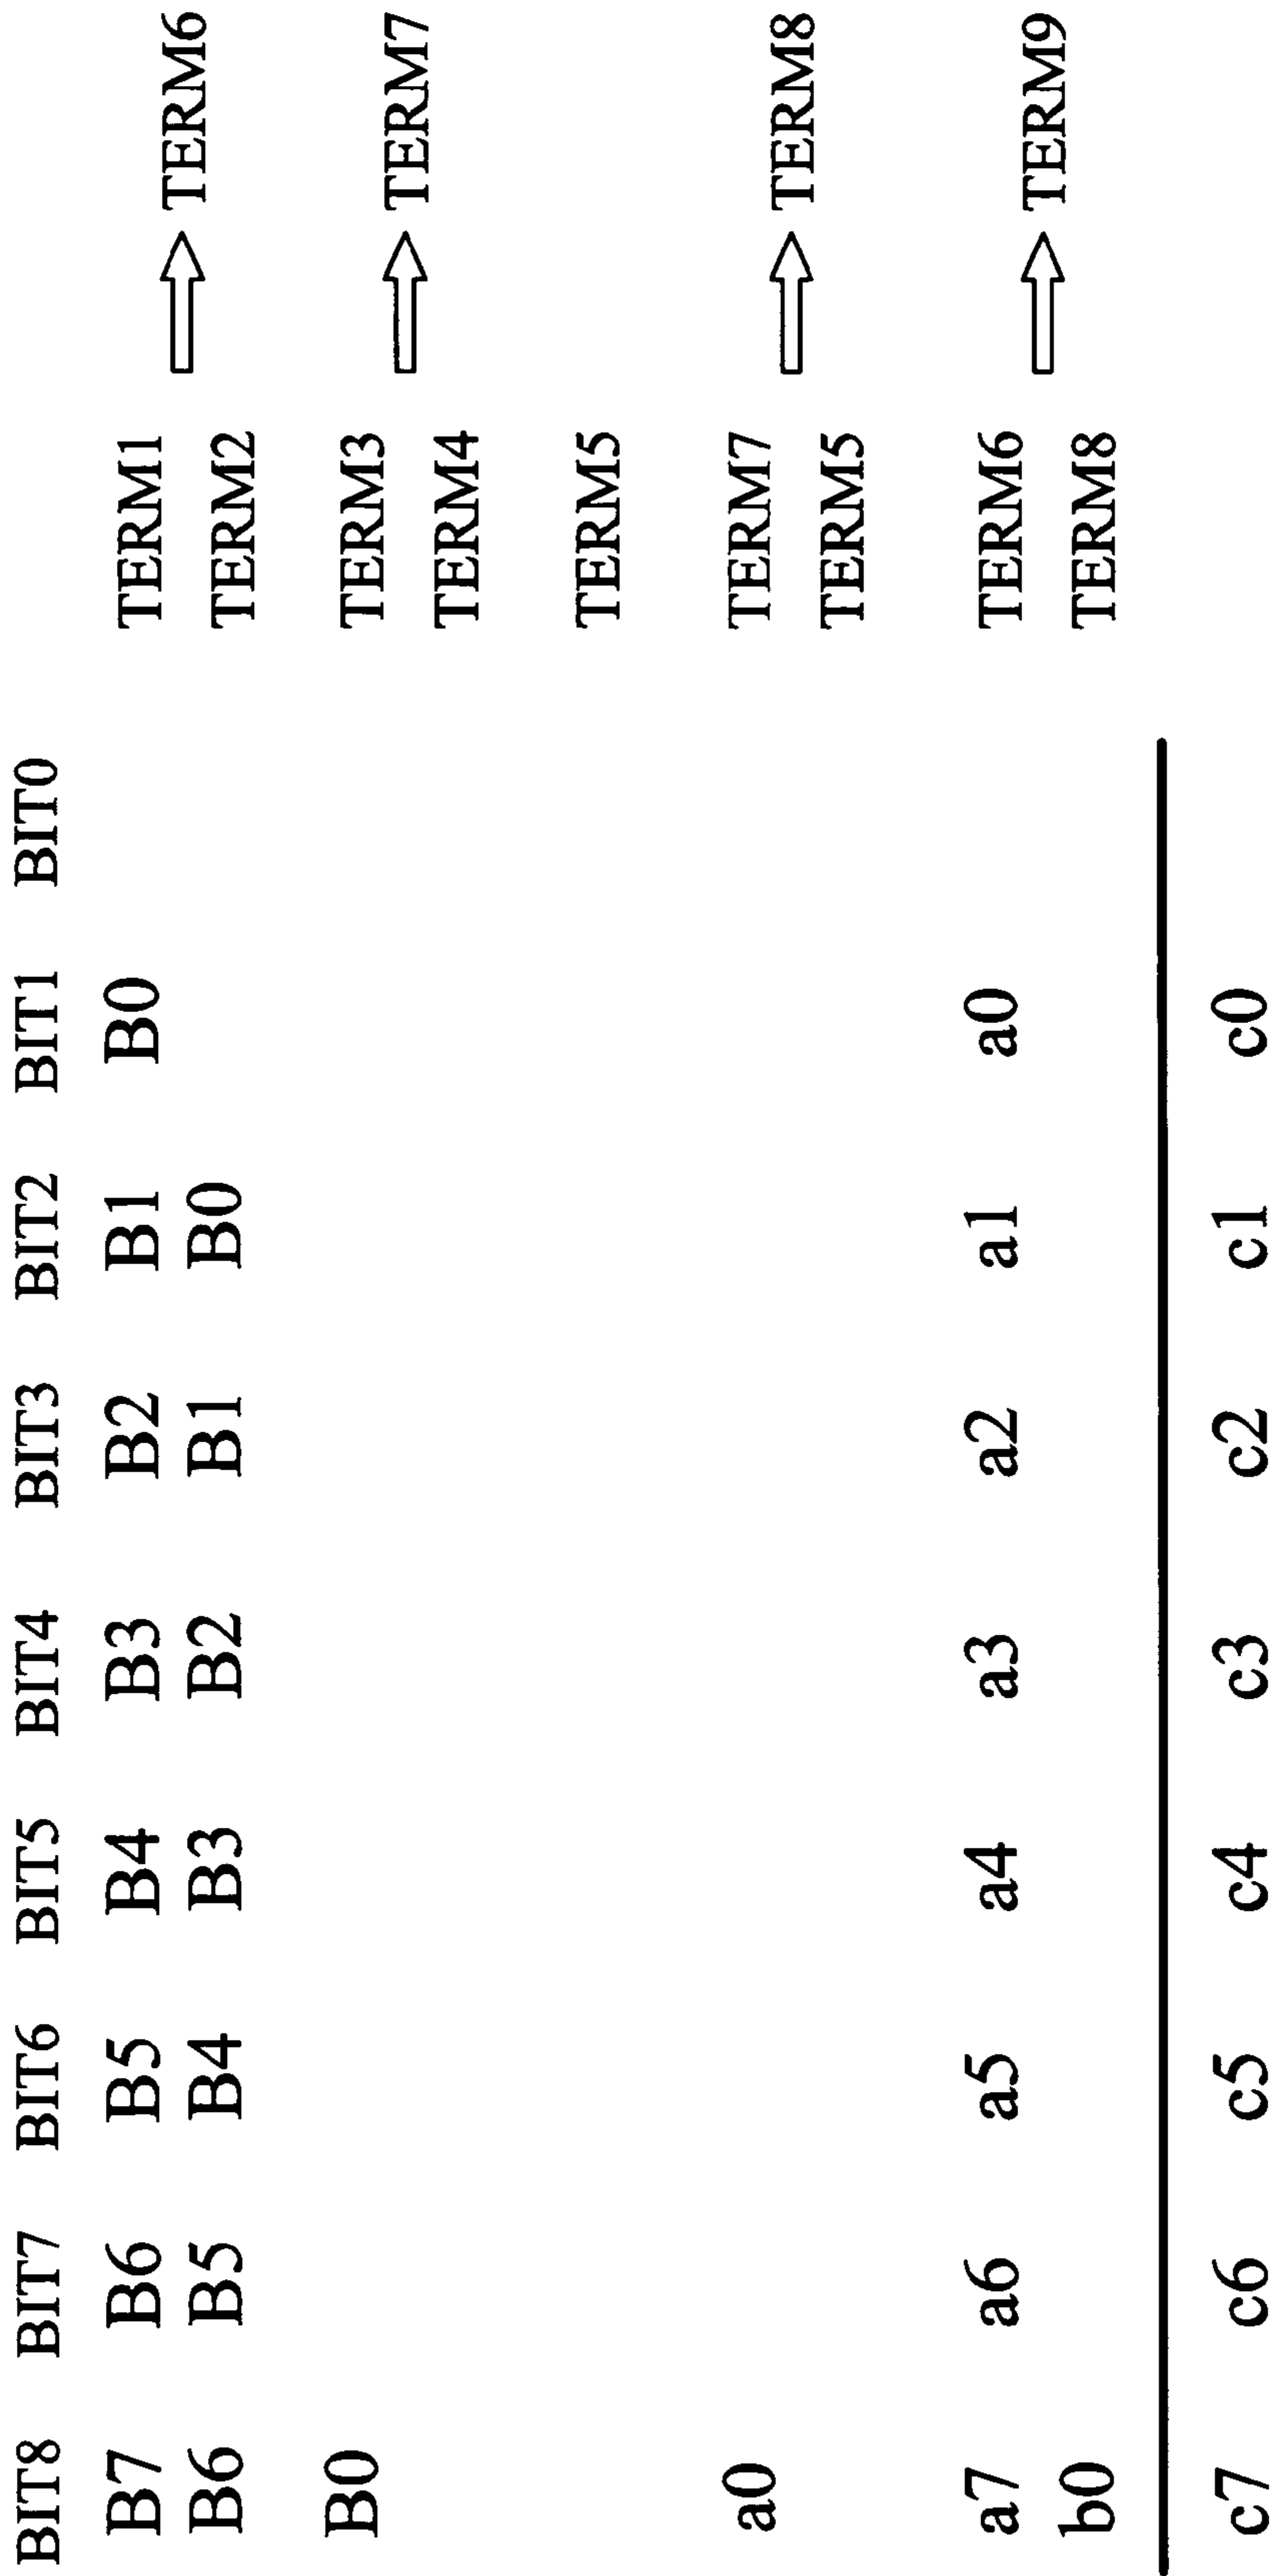 BIT8 BIT7 BIT6 BIT5 BIT4 BIT3 BIT2 BIT1 BIT0
B7 B6 B5 B4 B3 B2 B1 B0 TERM1
TERM6
B6 B5 B4 B3 B2 B1 B0 TERM2
B0 TERM3
TERM7
TERM4
TERM5
a0 TERM7
TERM8
TERM5
a7 a6 a5 a4 a3 a2 a1 a0 TERM6
TERM9
b0 TERM8
c7 c6 c5 c4 c3 c2 c1 c0